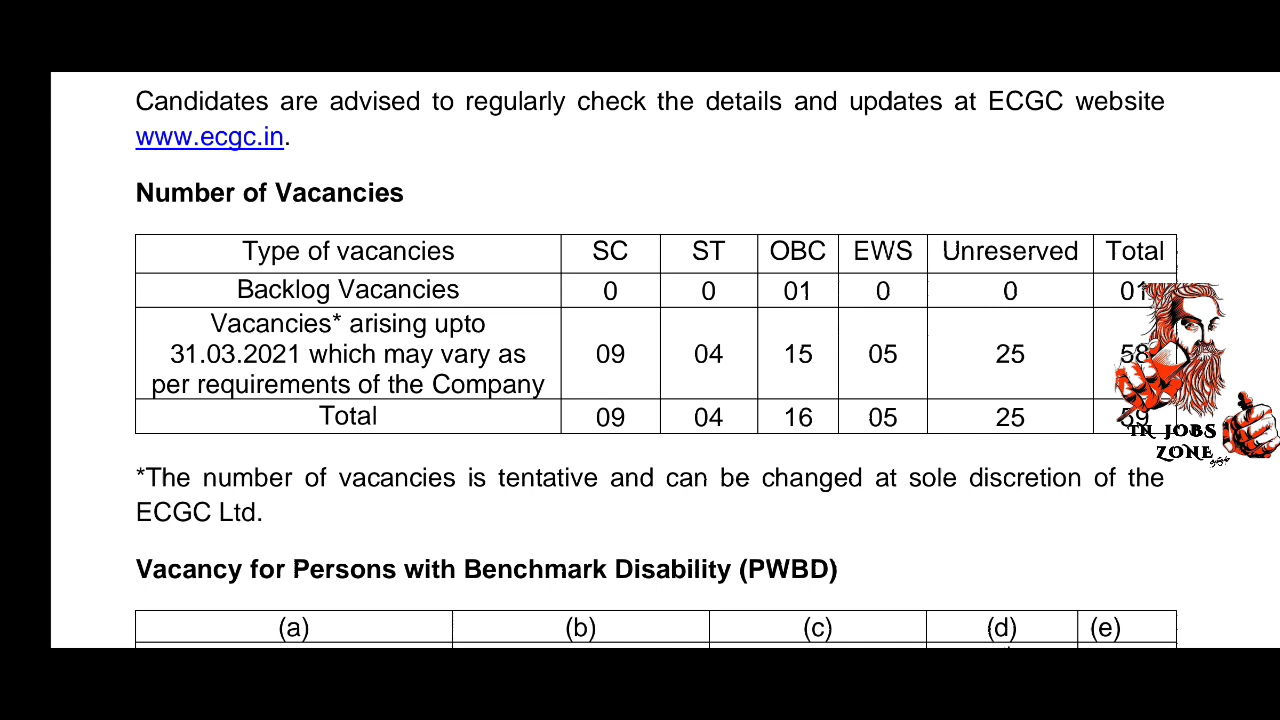 Candidates are advised to regularly check the details and updates at ECGC website
www.ecgc.in.
Number of Vacancies
Type of vacancies SC ST OBC EWS Unreserved Total
Backlog Vacancies 0 0 01 0 0 01
Vacancies* arising upto
31.03.2021 which may vary as 09 04 15 05 25 58
per requirements of the Company
Total 09 04 16 05 25 59
TN JOBS
ZONE
*The number of vacancies is tentative and can be changed at sole discretion of the
ECGC Ltd.
Vacancy for Persons with Benchmark Disability (PWBD)
(a) (b) (c) (d) (e)